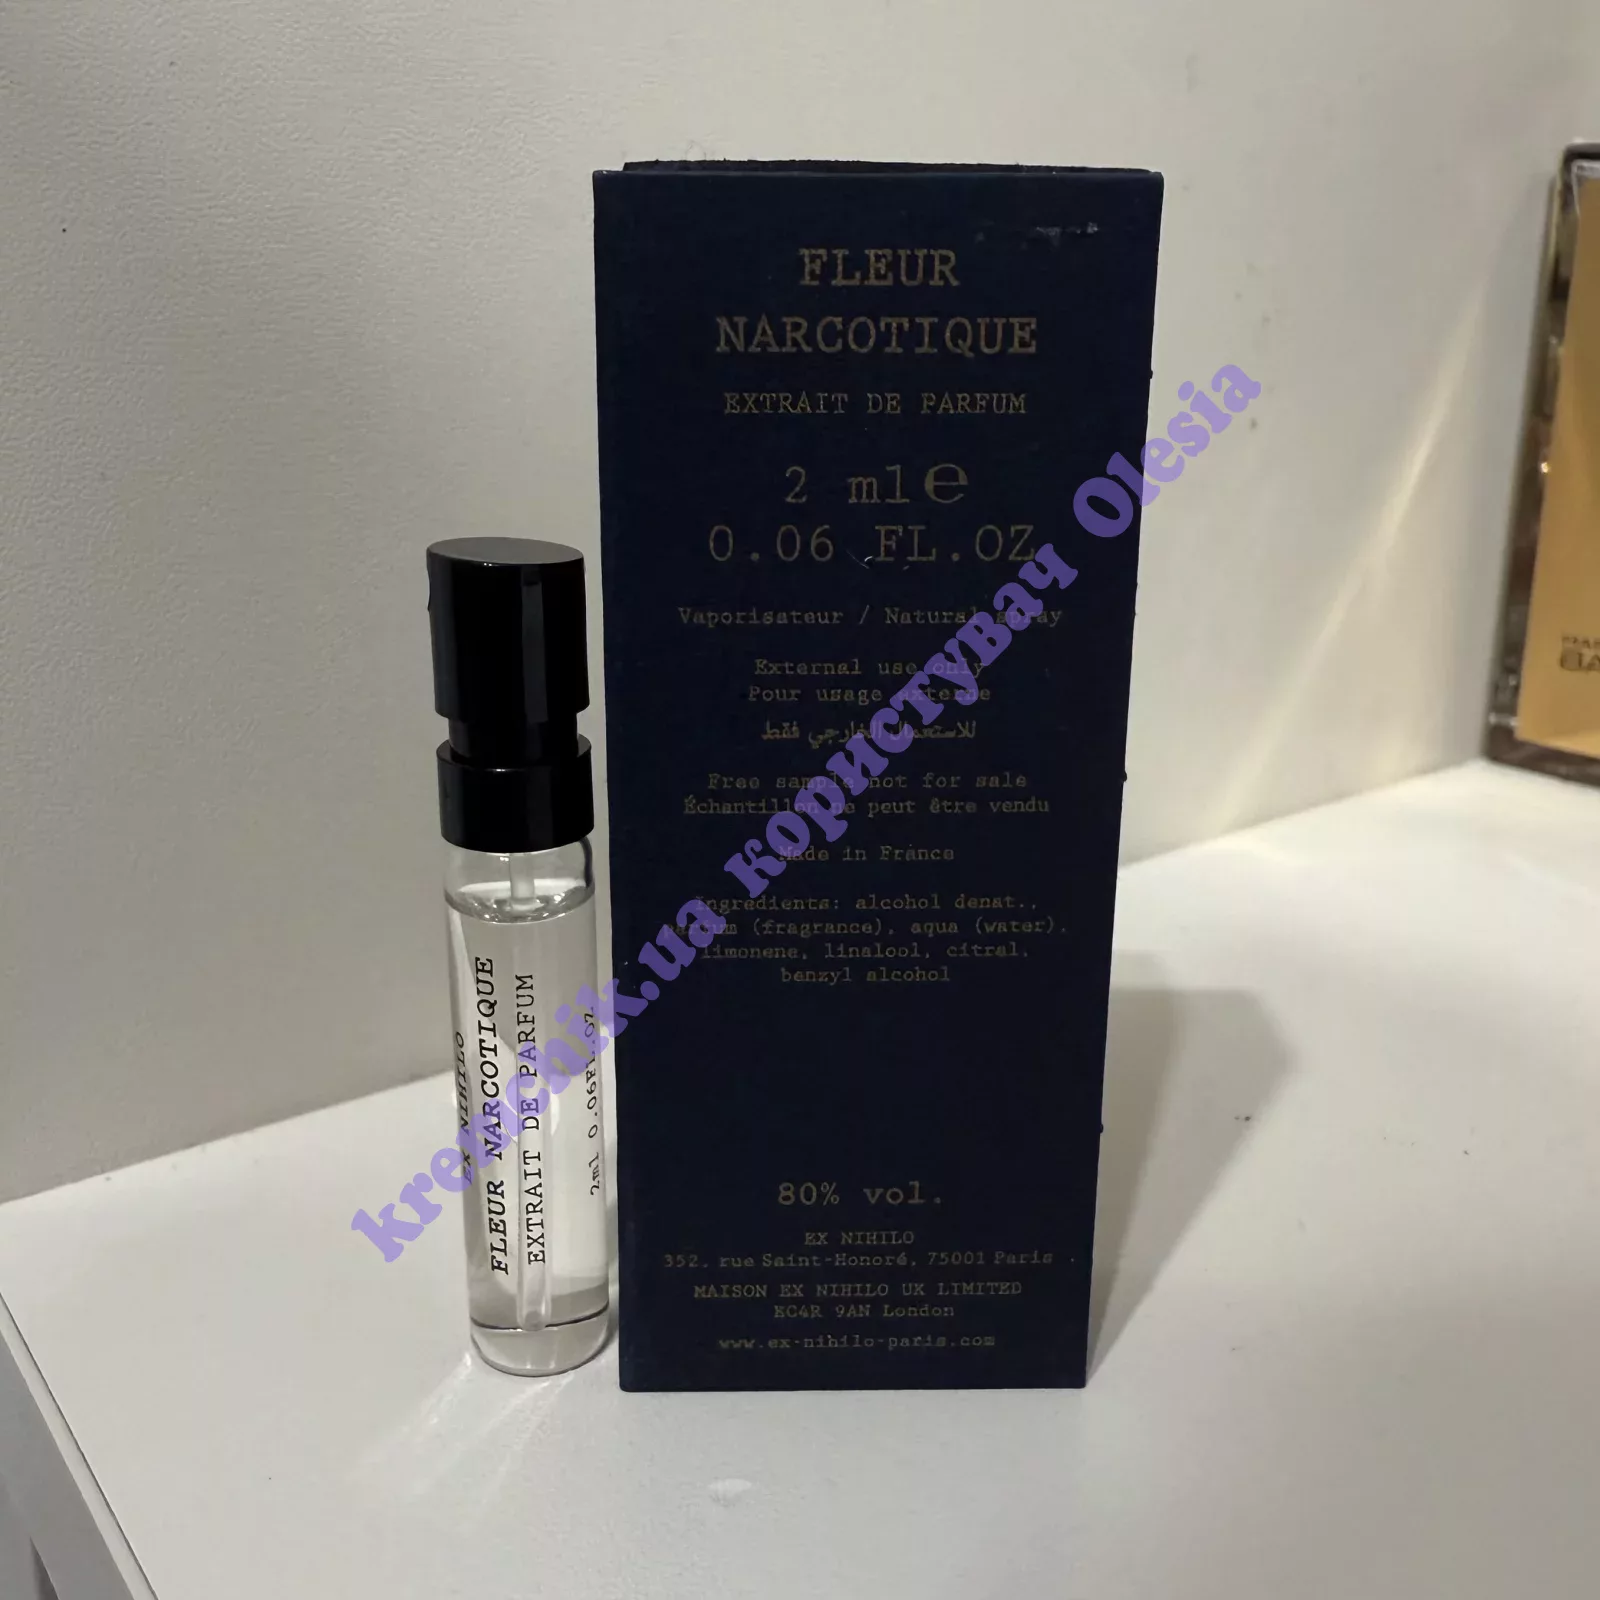 FLEUR
NARCOTIQUE
EXTRAIT DE PARFUM
2 ml e
0.06 FL.OZ
Vaporisateur / Natural spray
External use only
Pour usage externe
للاستعمال الخارجي فقط
Free sample not for sale
Échantillon ne peut être vendu
Made in France
Ingredients: alcohol denat.,
parfum (fragrance), aqua (water),
limonene, linalool, citral,
benzyl alcohol
80% vol.
EX NIHILO
352, rue Saint-Honoré, 75001 Paris
MAISON EX NIHILO UK LIMITED
EC4R 9AN London
www.ex-nihilo-paris.com
EX NIHILO
FLEUR NARCOTIQUE
EXTRAIT DE PARFUM
2ml 0.06FL.OZ
kremchik.ua користувач Olesia